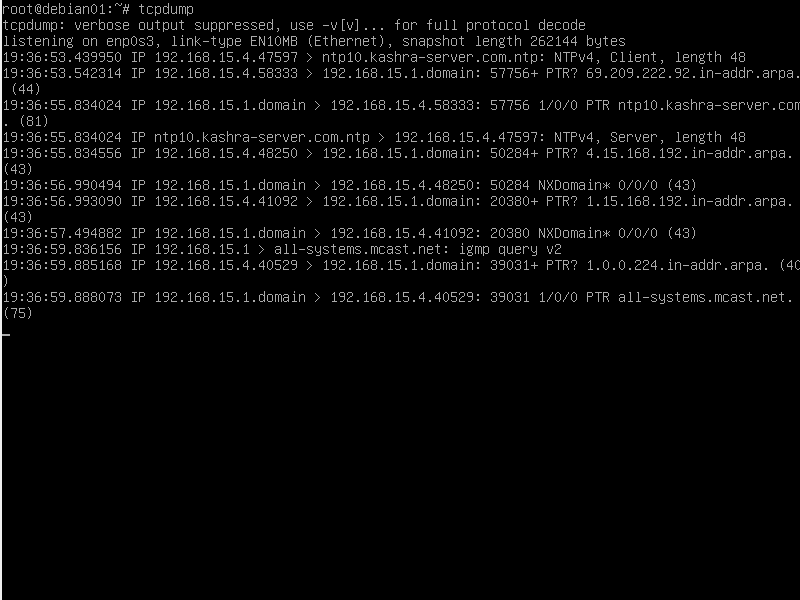 root@debian01:~# tcpdump
tcpdump: verbose output suppressed, use -v[v]... for full protocol decode
listening on enp0s3, link-type EN10MB (Ethernet), snapshot length 262144 bytes
19:36:53.439950 IP 192.168.15.4.47597 > ntp10.kashra-server.com.ntp: NTPv4, Client, length 48
19:36:53.542314 IP 192.168.15.4.58333 > 192.168.15.1.domain: 57756+ PTR? 69.209.222.92.in-addr.arpa.
 (44)
19:36:55.834024 IP 192.168.15.1.domain > 192.168.15.4.58333: 57756 1/0/0 PTR ntp10.kashra-server.com
. (81)
19:36:55.834024 IP ntp10.kashra-server.com.ntp > 192.168.15.4.47597: NTPv4, Server, length 48
19:36:55.834556 IP 192.168.15.4.48250 > 192.168.15.1.domain: 50284+ PTR? 4.15.168.192.in-addr.arpa.
(43)
19:36:56.990494 IP 192.168.15.1.domain > 192.168.15.4.48250: 50284 NXDomain* 0/0/0 (43)
19:36:56.993090 IP 192.168.15.4.41092 > 192.168.15.1.domain: 20380+ PTR? 1.15.168.192.in-addr.arpa.
(43)
19:36:57.494882 IP 192.168.15.1.domain > 192.168.15.4.41092: 20380 NXDomain* 0/0/0 (43)
19:36:59.836156 IP 192.168.15.1 > all-systems.mcast.net: igmp query v2
19:36:59.885168 IP 192.168.15.4.40529 > 192.168.15.1.domain: 39031+ PTR? 1.0.0.224.in-addr.arpa. (40
)
19:36:59.888073 IP 192.168.15.1.domain > 192.168.15.4.40529: 39031 1/0/0 PTR all-systems.mcast.net.
(75)